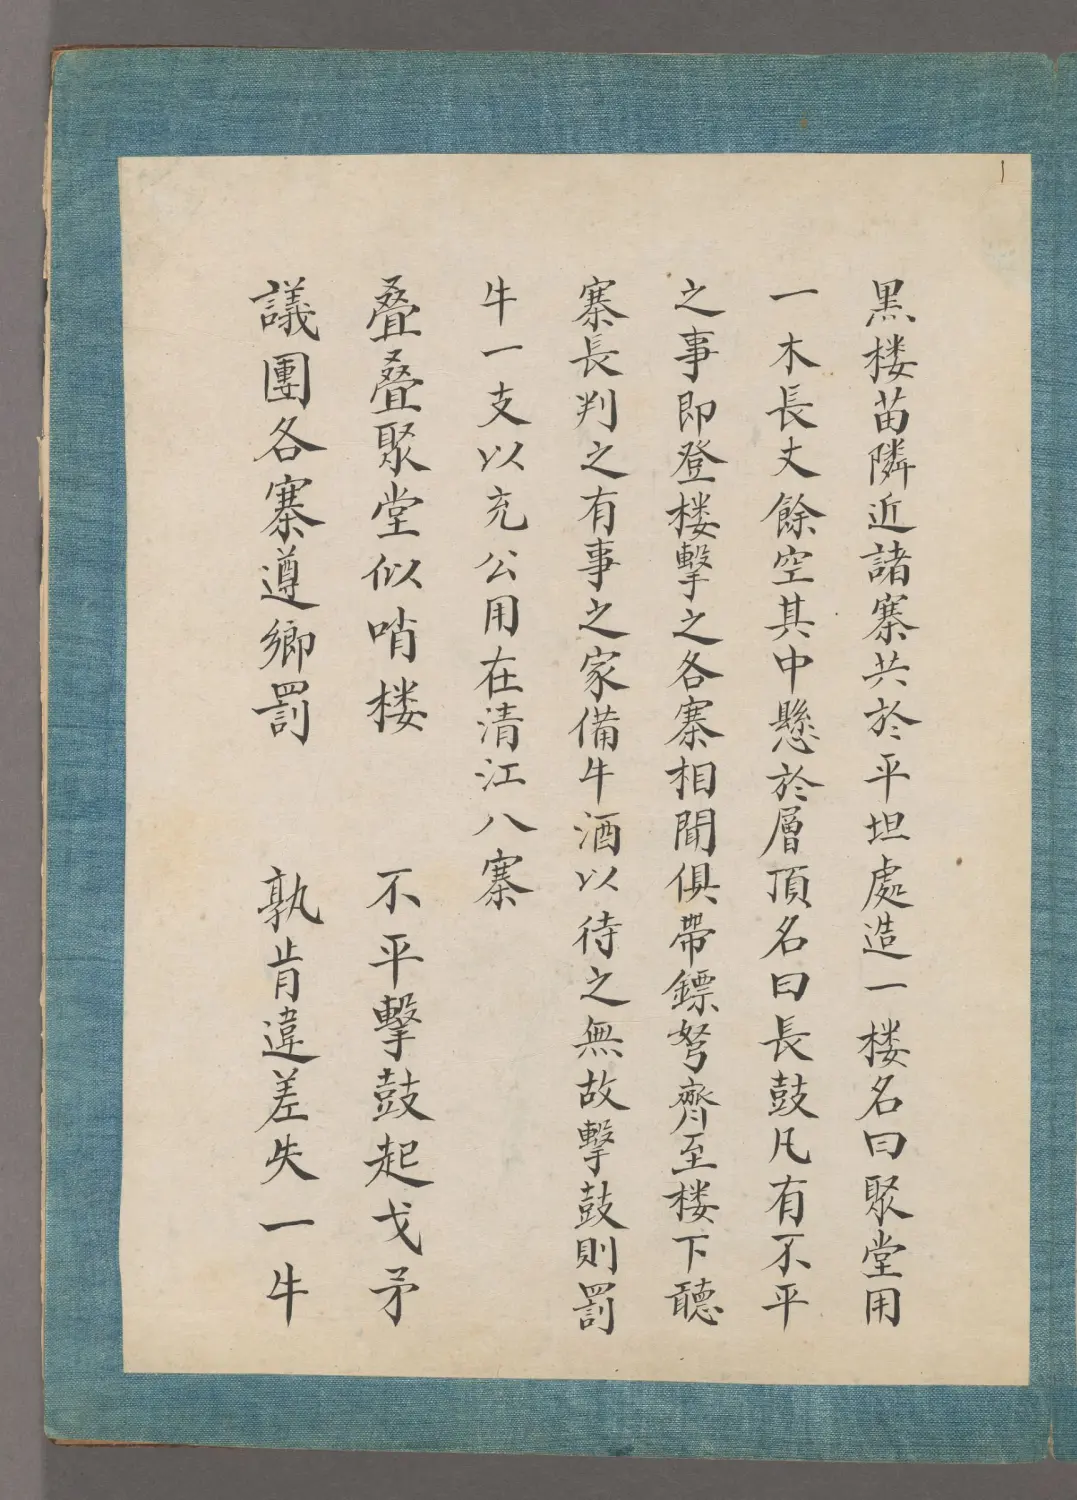 黒楼苗隣近諸寨共於平坦處造一楼名曰聚堂用
一木長丈餘空其中懸於層頂名曰長鼓凡有不平
之事即登楼擊之各寨相聞俱帶鏢弩齊至楼下聽
寨長判之有事之家備牛酒以待之無故擊鼓則罰
牛一支以充公用在清江八寨
叠叠聚堂似哨楼 不平擊鼓起戈矛
議團各寨遵鄉罰 孰肯違差失一牛